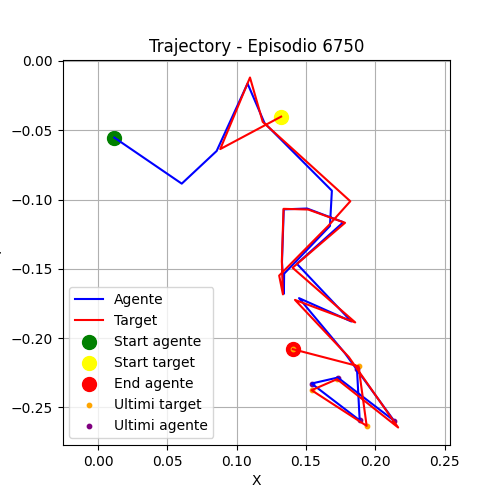 Trajectory - Episodio 6750
0.00
−0.05
−0.10
−0.15
−0.20
−0.25
Agente
Target
Start agente
Start target
End agente
Ultimi target
Ultimi agente
0.00 0.05 0.10 0.15 0.20 0.25
X